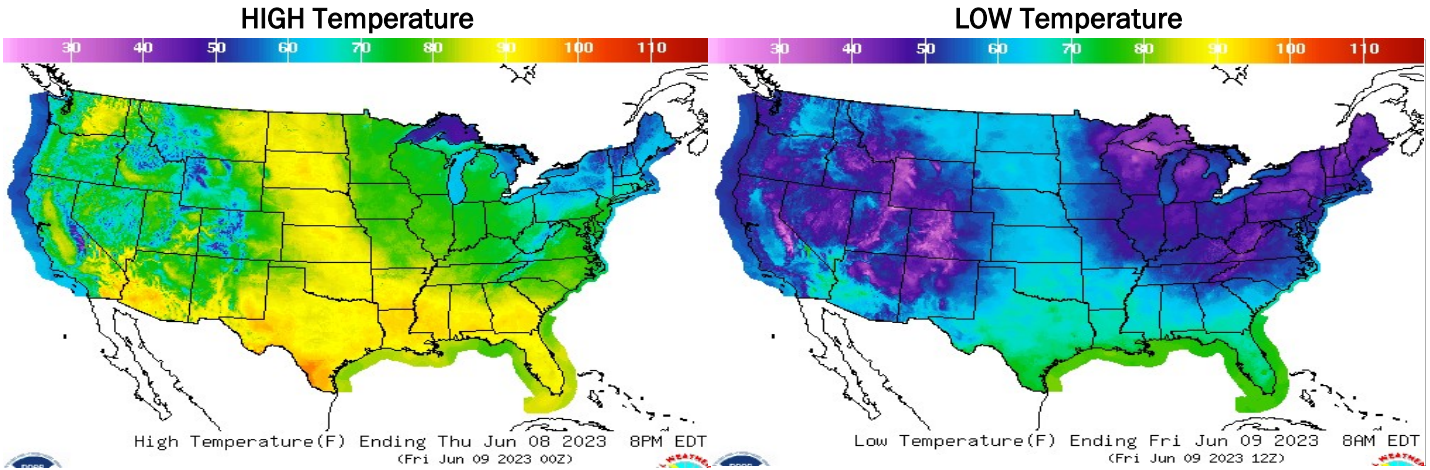 HIGH Temperature
30 40 50 60 70 80 90 100 110
High Temperature(F) Ending Thu Jun 08 2023 8PM EDT
(Fri Jun 09 2023 00Z)
LOW Temperature
30 40 50 60 70 80 90 100 110
Low Temperature(F) Ending Fri Jun 09 2023 8AM EDT
(Fri Jun 09 2023 12Z)